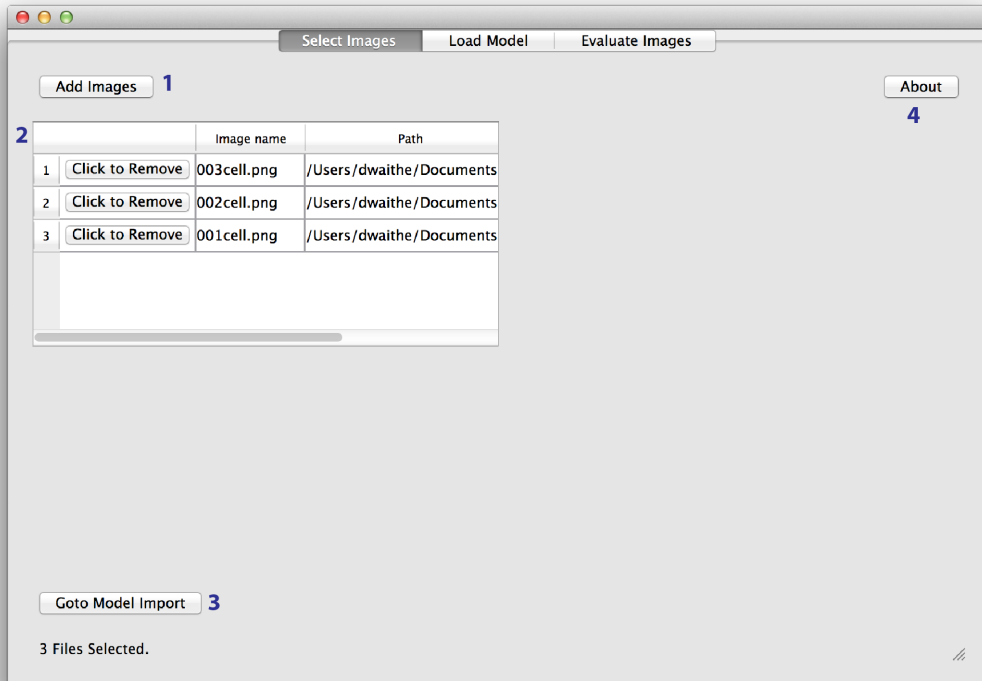 Select Images Load Model Evaluate Images
Add Images 1 About
4
2 Image name Path
1 Click to Remove 003cell.png /Users/dwaithe/Documents
2 Click to Remove 002cell.png /Users/dwaithe/Documents
3 Click to Remove 001cell.png /Users/dwaithe/Documents
Goto Model Import 3
3 Files Selected.